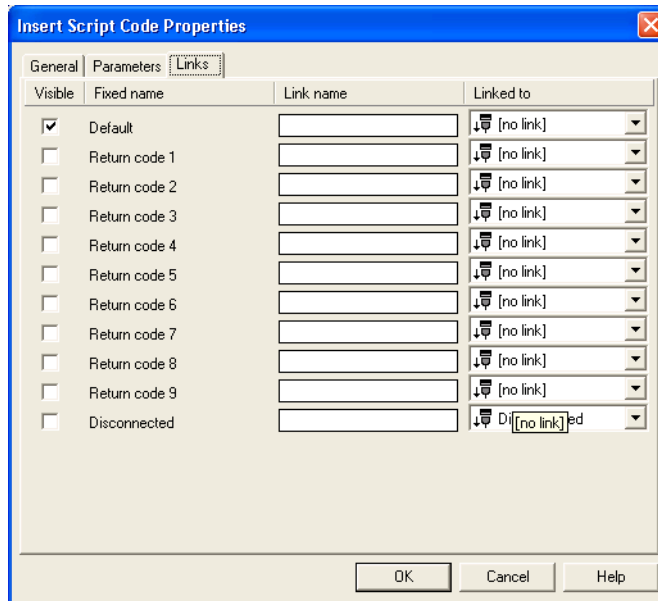 Insert Script Code Properties
General Parameters Links
Visible Fixed name Link name Linked to
Default [no link]
Return code 1 [no link]
Return code 2 [no link]
Return code 3 [no link]
Return code 4 [no link]
Return code 5 [no link]
Return code 6 [no link]
Return code 7 [no link]
Return code 8 [no link]
Return code 9 [no link]
Disconnected [no link]
OK Cancel Help